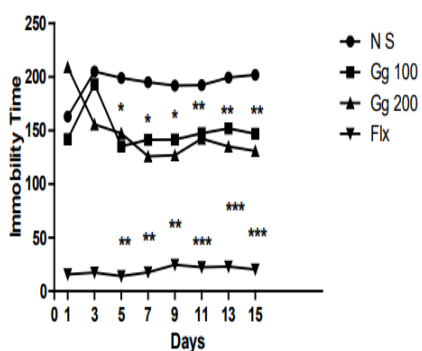 Immobility Time
250
200
150
100
50
0
* * * ** ** **
** ** ** *** *** ***
0 1 3 5 7 9 11 13 15
Days
N S
Gg 100
Gg 200
Flx